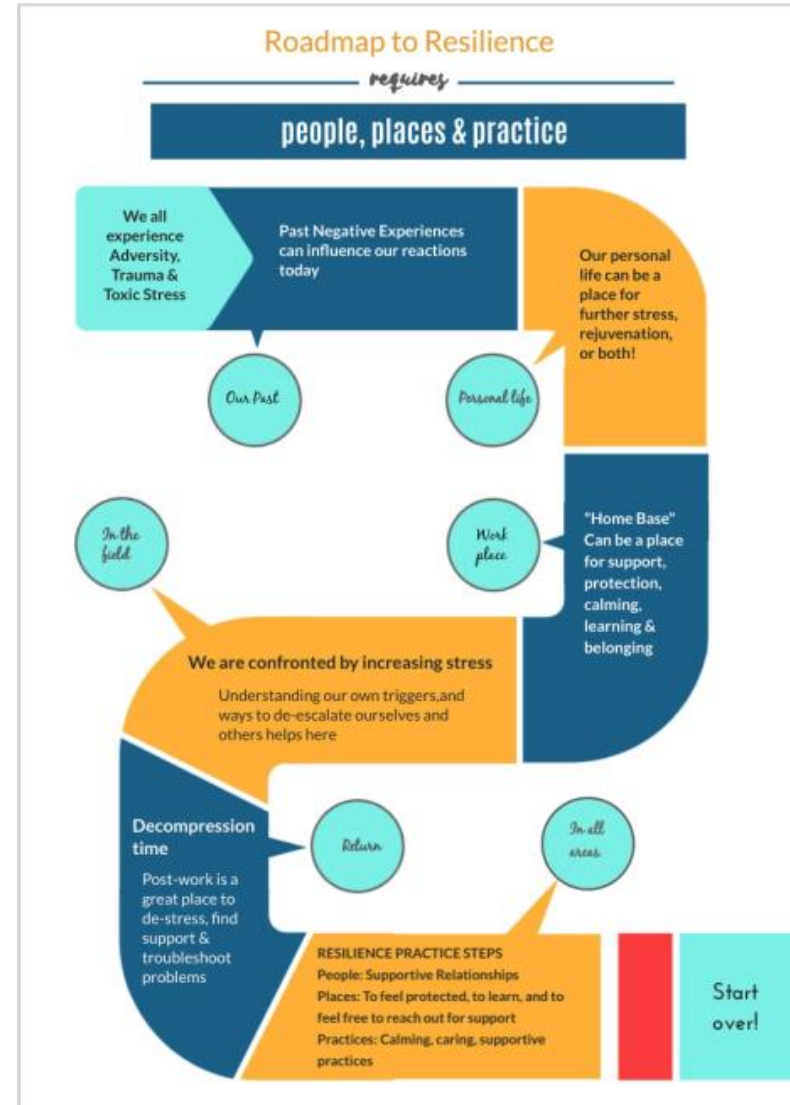 Roadmap to Resilience
requires
people, places & practice
We all
experience
Adversity,
Trauma &
Toxic Stress
Past Negative Experiences
can influence our reactions
today
Our personal
life can be a
place for
further stress,
rejuvenation,
or both!
Our Past
Personal life
In the
field
Work
place
"Home Base"
Can be a place
for support,
protection,
calming,
learning &
belonging
We are confronted by increasing stress
Understanding our own triggers,and
ways to de-escalate ourselves and
others helps here
Decompression
time
Post-work is a
great place to
de-stress, find
support &
troubleshoot
problems
Return
In all
areas
RESILIENCE PRACTICE STEPS
People: Supportive Relationships
Places: To feel protected, to learn, and to
feel free to reach out for support
Practices: Calming, caring, supportive
practices
Start
over!